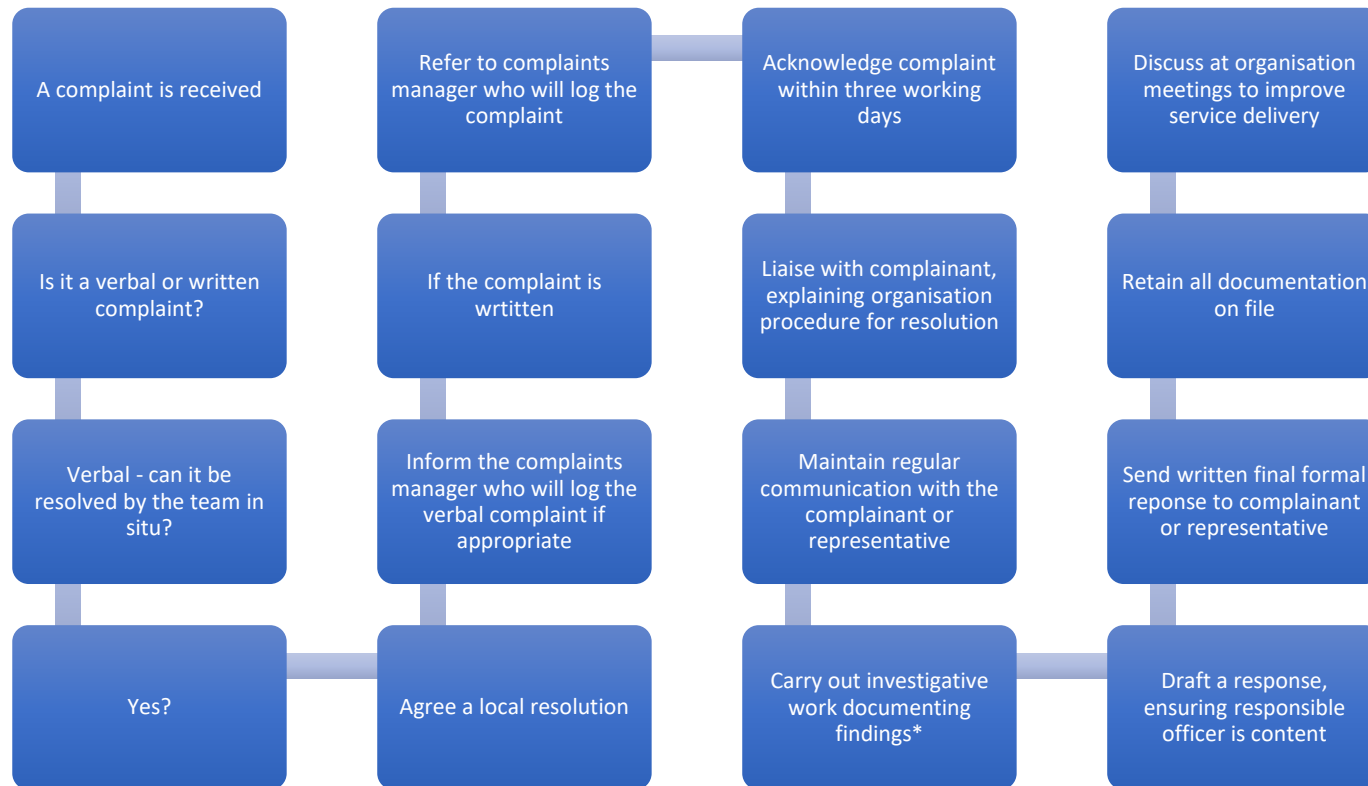 A complaint is received
Is it a verbal or written
complaint?
Verbal - can it be
resolved by the team in
situ?
Yes?
Agree a local resolution
Inform the complaints
manager who will log the
verbal complaint if
appropriate
If the complaint is
wrtitten
Refer to complaints
manager who will log the
complaint
Acknowledge complaint
within three working
days
Liaise with complainant,
explaining organisation
procedure for resolution
Maintain regular
communication with the
complainant or
representative
Carry out investigative
work documenting
findings*
Draft a response,
ensuring responsible
officer is content
Send written final formal
reponse to complainant
or representative
Retain all documentation
on file
Discuss at organisation
meetings to improve
service delivery